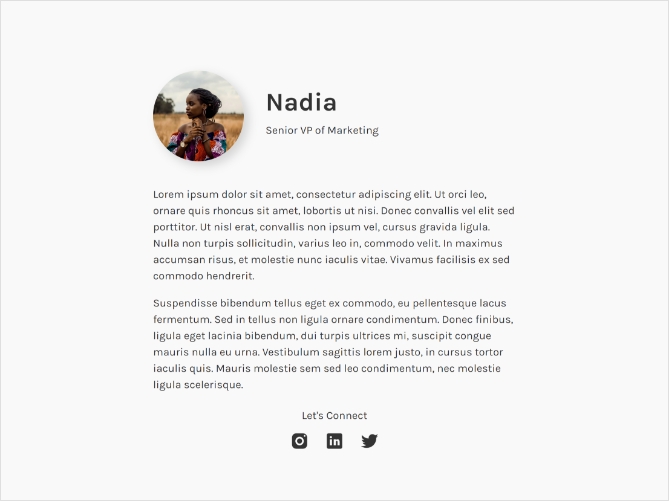 Nadia
Senior VP of Marketing
Lorem ipsum dolor sit amet, consectetur adipiscing elit. Ut orci leo,
ornare quis rhoncus sit amet, lobortis ut nisi. Donec convallis vel elit sed
porttitor. Ut nisl erat, convallis non ipsum vel, cursus gravida ligula.
Nulla non turpis sollicitudin, varius leo in, commodo velit. In maximus
accumsan risus, et molestie nunc iaculis vitae. Vivamus facilisis ex sed
commodo hendrerit.
Suspendisse bibendum tellus eget ex commodo, eu pellentesque lacus
fermentum. Sed in tellus non ligula ornare condimentum. Donec finibus,
ligula eget lacinia bibendum, dui turpis ultrices mi, suscipit congue
mauris nulla eu urna. Vestibulum sagittis lorem justo, in cursus tortor
iaculis quis. Mauris molestie sem sed leo condimentum, nec molestie
ligula scelerisque.
Let's Connect
in